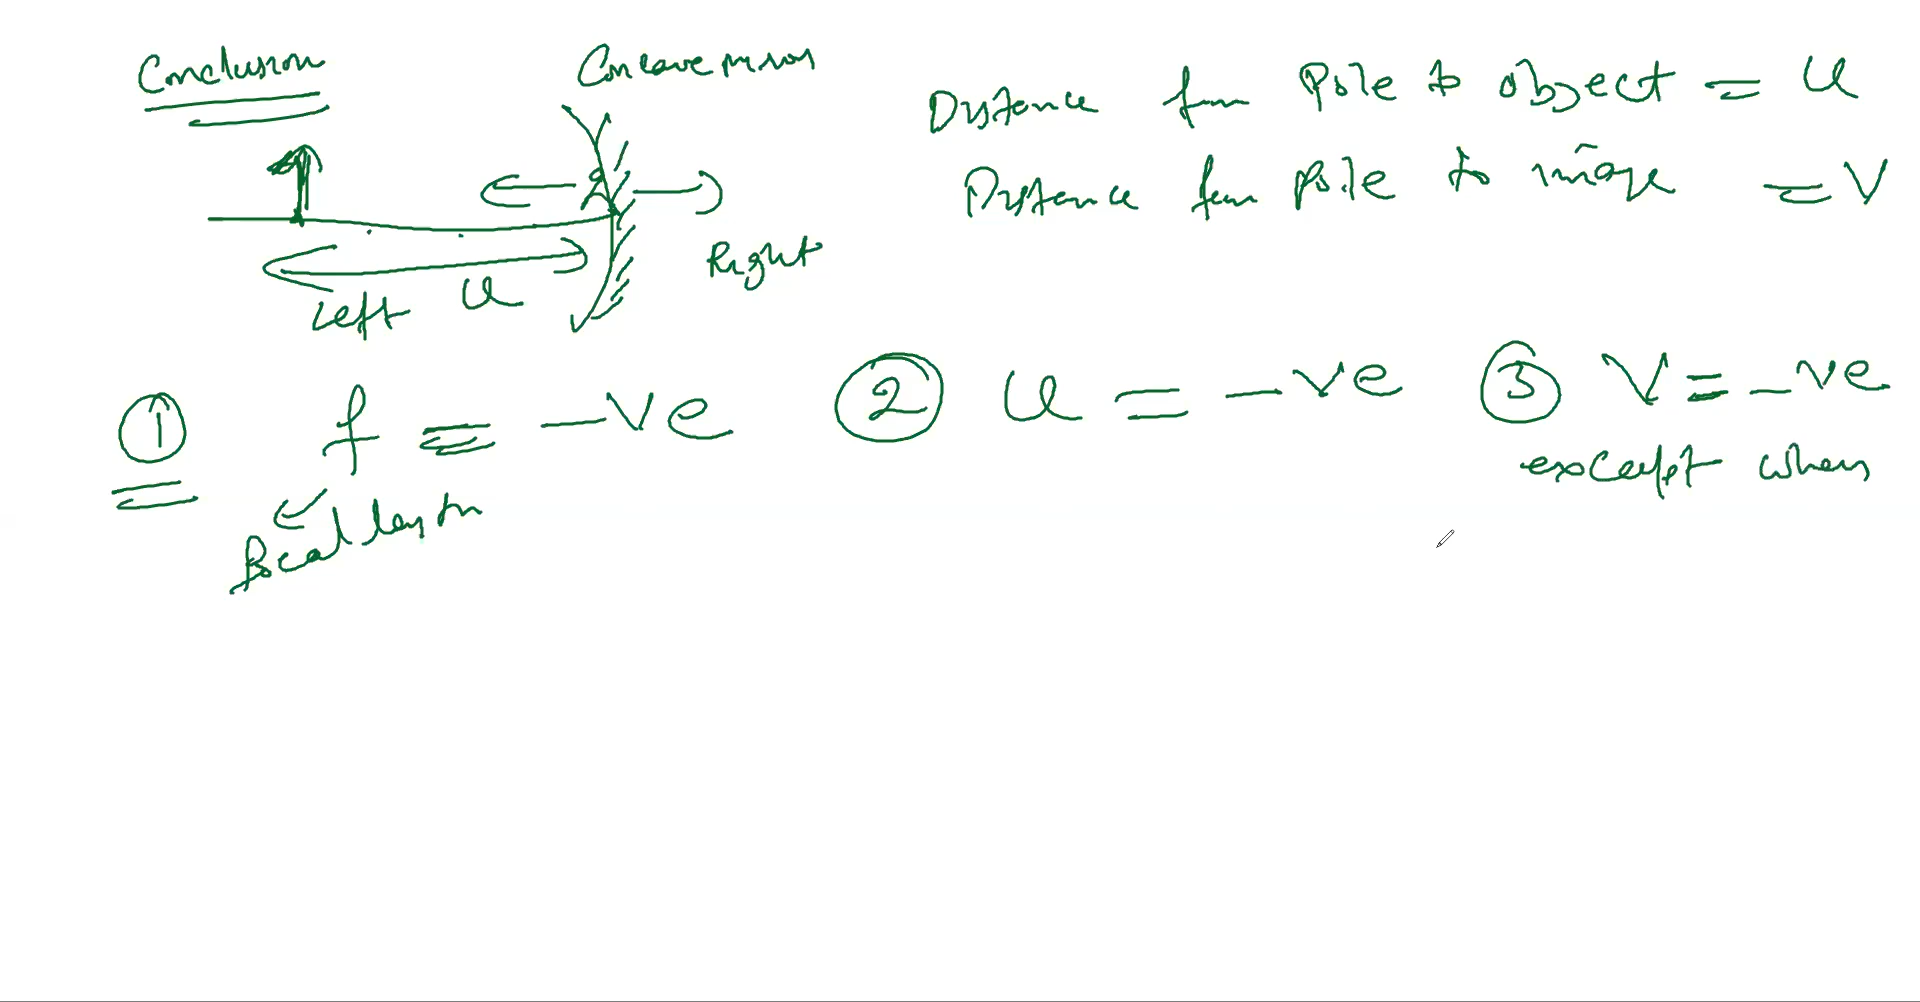 Conclusion
Concave mirror
Distance from Pole to object = u
Distance from Pole to image = V
Right
Left u
① f = -ve ② u = -ve ③ V = -ve
except when
focal length